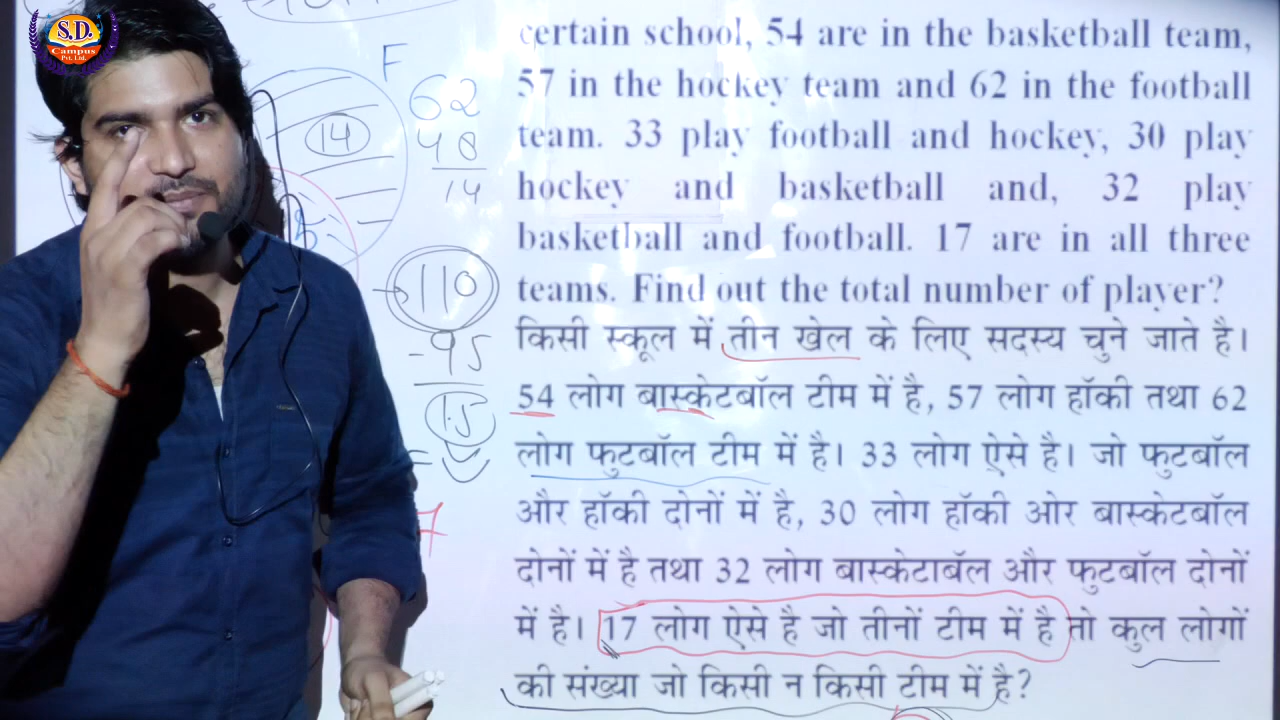 S.D.
Campus
Pvt. Ltd.
F
62
48
14
14
110
-95
15
=
7
certain school, 54 are in the basketball team,
57 in the hockey team and 62 in the football
team. 33 play football and hockey, 30 play
hockey and basketball and, 32 play
basketball and football. 17 are in all three
teams. Find out the total number of player?
किसी स्कूल में तीन खेल के लिए सदस्य चुने जाते है।
54 लोग बास्केटबॉल टीम में है, 57 लोग हॉकी तथा 62
लोग फुटबॉल टीम में है। 33 लोग ऐसे है। जो फुटबॉल
और हॉकी दोनों में है, 30 लोग हॉकी ओर बास्केटबॉल
दोनों में है तथा 32 लोग बास्केटाबॅल और फुटबॉल दोनों
में है। 17 लोग ऐसे है जो तीनों टीम में है तो कुल लोगों
की संख्या जो किसी न किसी टीम में है?